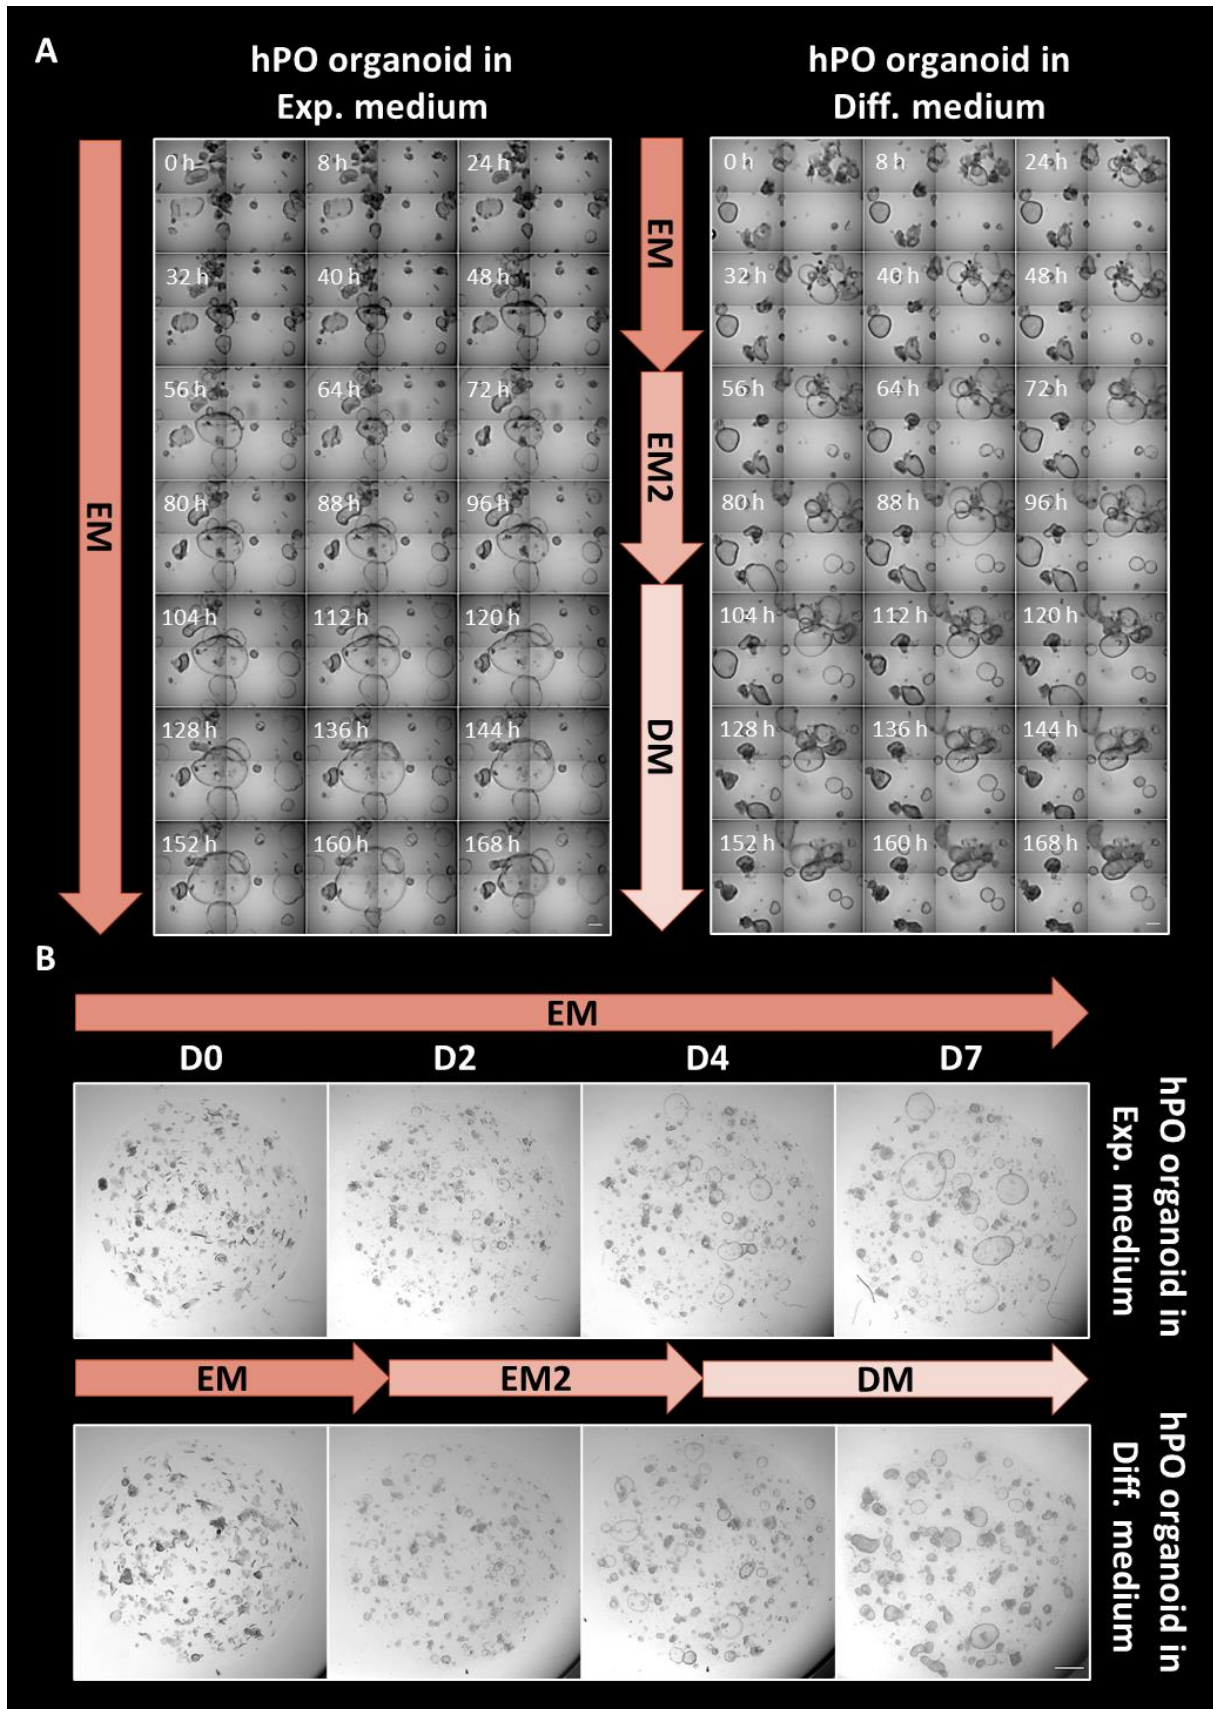 A
hPO organoid in
Exp. medium
hPO organoid in
Diff. medium
EM
0 h 8 h 24 h
32 h 40 h 48 h
56 h 64 h 72 h
80 h 88 h 96 h
104 h 112 h 120 h
128 h 136 h 144 h
152 h 160 h 168 h
EM
EM2
DM
0 h 8 h 24 h
32 h 40 h 48 h
56 h 64 h 72 h
80 h 88 h 96 h
104 h 112 h 120 h
128 h 136 h 144 h
152 h 160 h 168 h
B
EM
D0 D2 D4 D7
hPO organoid in
Exp. medium
EM EM2 DM
hPO organoid in
Diff. medium